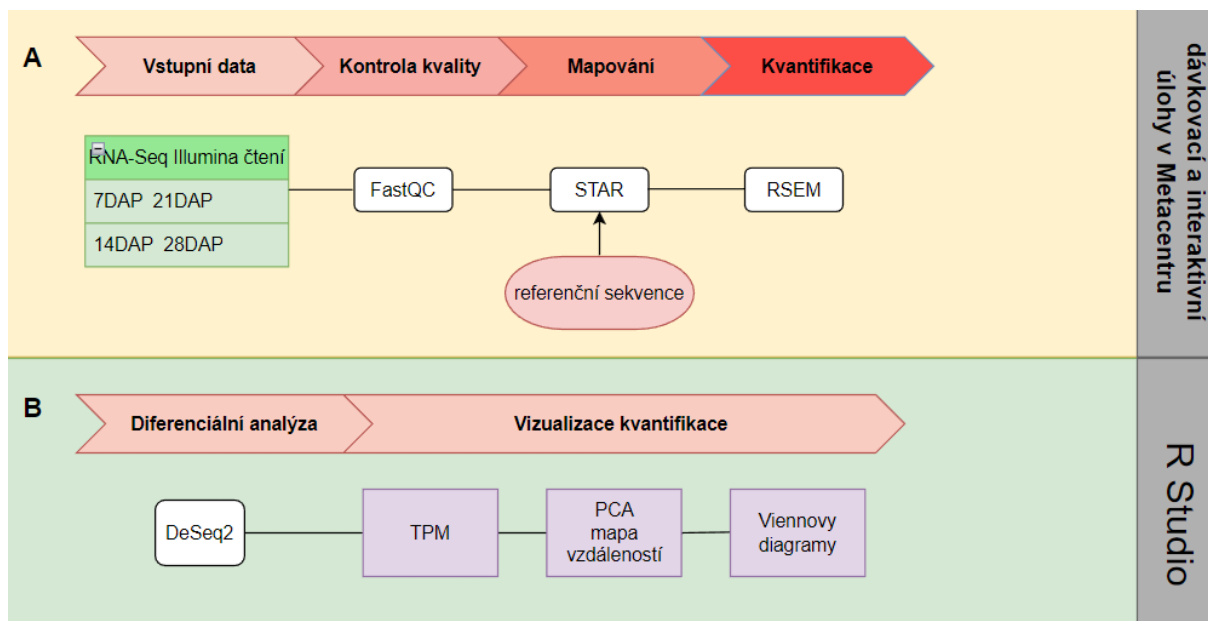 A
Vstupní data
Kontrola kvality
Mapování
Kvantifikace
RNA-Seq Illumina čtení
7DAP 21DAP
14DAP 28DAP
FastQC
STAR
RSEM
referenční sekvence
dávkovací a interaktivní
úlohy v Metacentru
B
Diferenciální analýza
Vizualizace kvantifikace
DeSeq2
TPM
PCA
mapa
vzdáleností
Viennovy
diagramy
R Studio